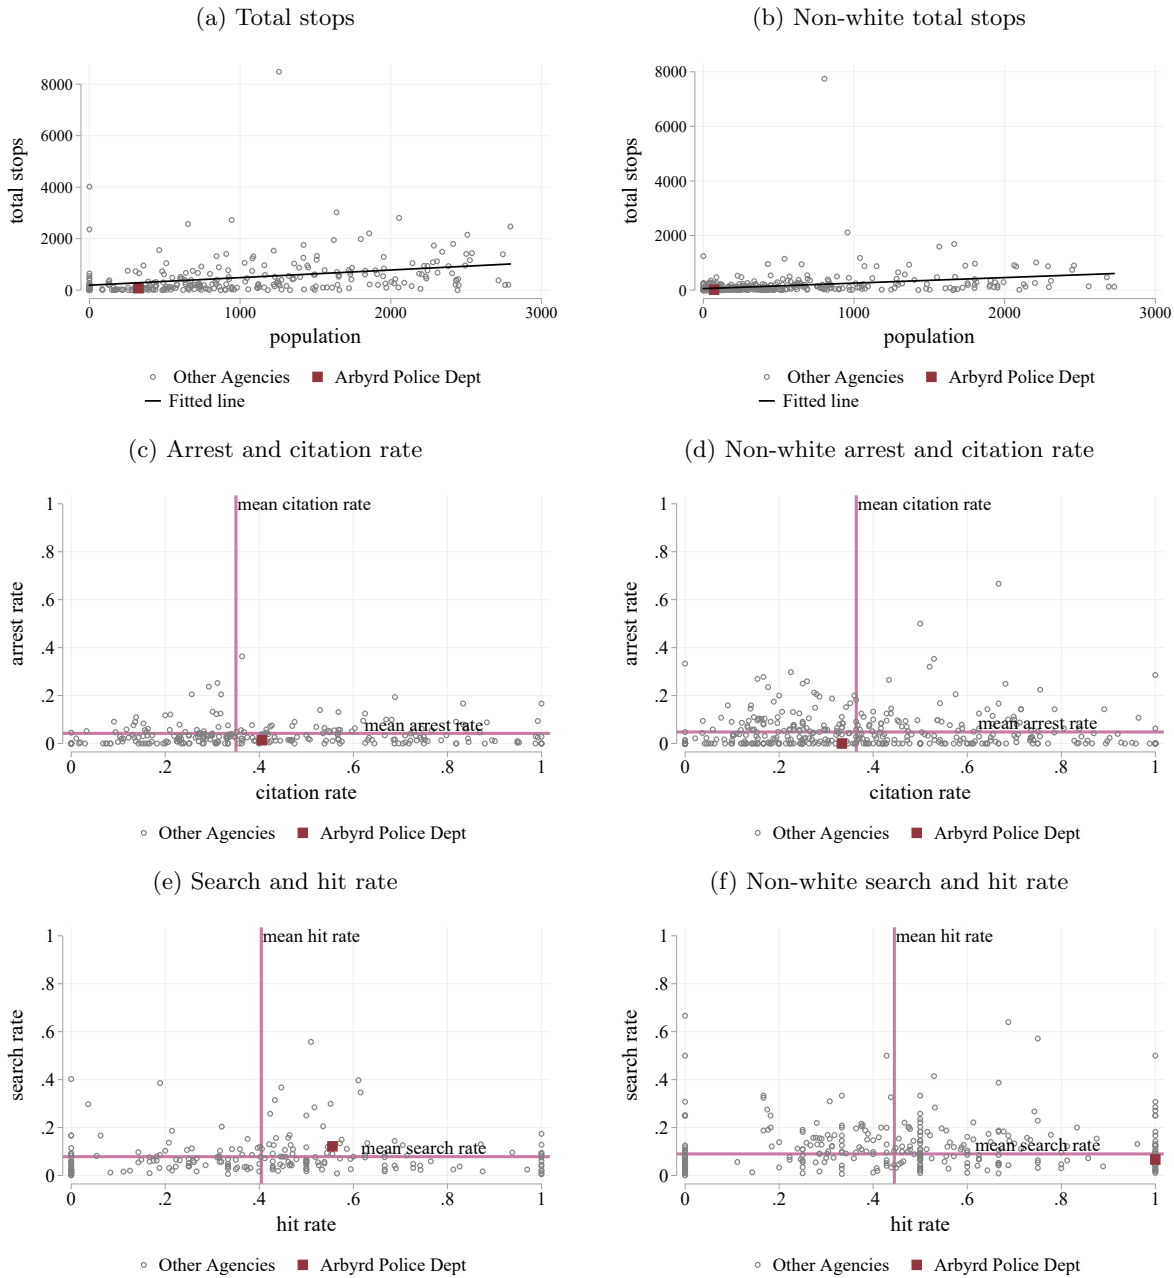 (a) Total stops
(b) Non-white total stops
total stops
8000
6000
4000
2000
0
0 1000 2000 3000
population
Other Agencies Arbyrd Police Dept
Fitted line
total stops
8000
6000
4000
2000
0
0 1000 2000 3000
population
Other Agencies Arbyrd Police Dept
Fitted line
(c) Arrest and citation rate
(d) Non-white arrest and citation rate
arrest rate
1
.8
.6
.4
.2
0
mean citation rate
mean arrest rate
0 .2 .4 .6 .8 1
citation rate
Other Agencies Arbyrd Police Dept
arrest rate
1
.8
.6
.4
.2
0
mean citation rate
mean arrest rate
0 .2 .4 .6 .8 1
citation rate
Other Agencies Arbyrd Police Dept
(e) Search and hit rate
(f) Non-white search and hit rate
search rate
1
.8
.6
.4
.2
0
mean hit rate
mean search rate
0 .2 .4 .6 .8 1
hit rate
Other Agencies Arbyrd Police Dept
search rate
1
.8
.6
.4
.2
0
mean hit rate
mean search rate
0 .2 .4 .6 .8 1
hit rate
Other Agencies Arbyrd Police Dept